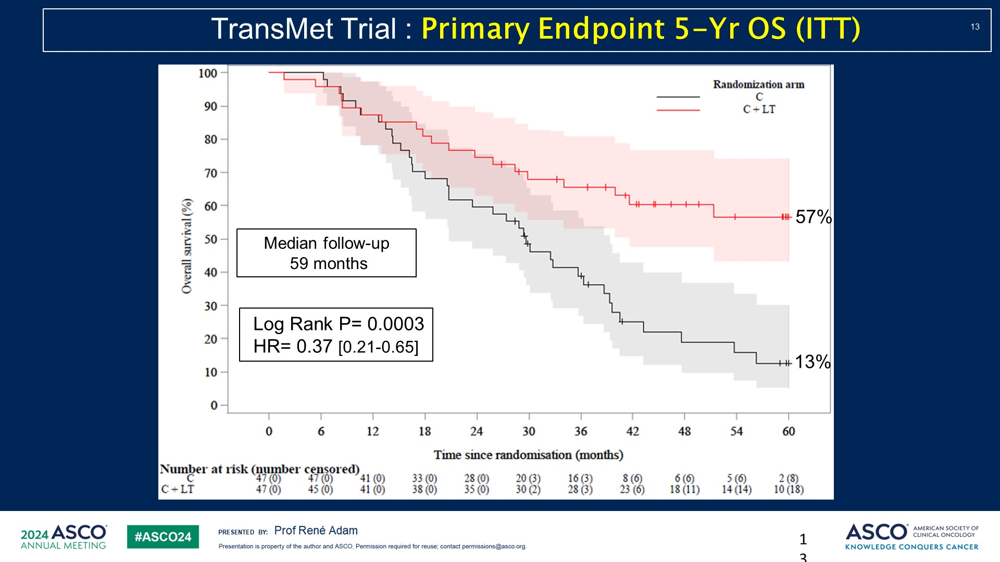 TransMet Trial : Primary Endpoint 5-Yr OS (ITT)
13
100
90
80
70
60
50
40
30
20
10
0
Overall survival (%)
Randomization arm
C
C + LT
57%
13%
Median follow-up
59 months
Log Rank P= 0.0003
HR= 0.37 [0.21-0.65]
0 6 12 18 24 30 36 42 48 54 60
Time since randomisation (months)
Number at risk (number censored)
C 47 (0) 47 (0) 41 (0) 33 (0) 28 (0) 20 (3) 16 (3) 8 (6) 6 (6) 5 (6) 2 (8)
C + LT 47 (0) 45 (0) 41 (0) 38 (0) 35 (0) 30 (2) 28 (3) 23 (6) 18 (11) 14 (14) 10 (18)
2024 ASCO
ANNUAL MEETING
#ASCO24
PRESENTED BY: Prof René Adam
Presentation is property of the author and ASCO. Permission required for reuse; contact permissions@asco.org.
1
3
ASCO AMERICAN SOCIETY OF
CLINICAL ONCOLOGY
KNOWLEDGE CONQUERS CANCER